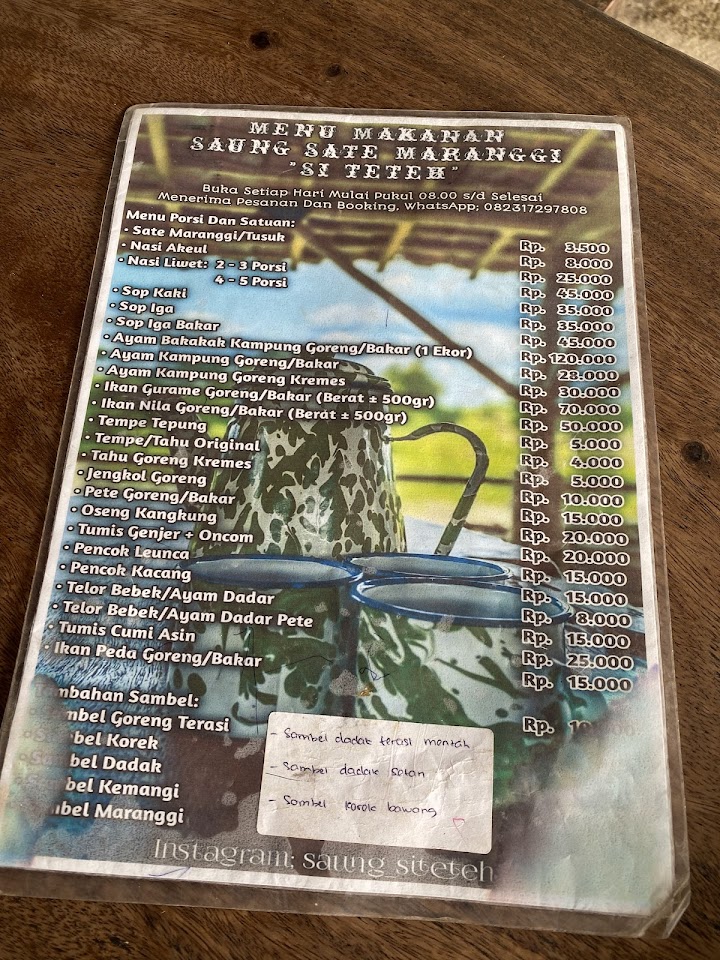 MENU MAKANAN
SAUNG SATE MARANGGI
"SI TETEH"
Buka Setiap Hari Mulai Pukul 08.00 s/d Selesai
Menerima Pesanan Dan Booking, WhatsApp; 082317297808
Menu Porsi Dan Satuan:
• Sate Maranggi/Tusuk Rp. 3.500
• Nasi Akeul Rp. 8.000
• Nasi Liwet: 2 - 3 Porsi Rp. 25.000
4 - 5 Porsi Rp. 45.000
• Sop Kaki Rp. 35.000
• Sop Iga Rp. 35.000
• Sop Iga Bakar Rp. 45.000
• Ayam Bakakak Kampung Goreng/Bakar (1 Ekor) Rp. 120.000
• Ayam Kampung Goreng/Bakar Rp. 28.000
• Ayam Kampung Goreng Kremes Rp. 30.000
• Ikan Gurame Goreng/Bakar (Berat ± 500gr) Rp. 70.000
• Ikan Nila Goreng/Bakar (Berat ± 500gr) Rp. 50.000
• Tempe Tepung Rp. 5.000
• Tempe/Tahu Original Rp. 4.000
• Tahu Goreng Kremes Rp. 5.000
• Jengkol Goreng Rp. 10.000
• Pete Goreng/Bakar Rp. 15.000
• Oseng Kangkung Rp. 20.000
• Tumis Genjer + Oncom Rp. 20.000
• Pencok Leunca Rp. 15.000
• Pencok Kacang Rp. 15.000
• Telor Bebek/Ayam Dadar Rp. 8.000
• Telor Bebek/Ayam Dadar Pete Rp. 15.000
• Tumis Cumi Asin Rp. 25.000
• Ikan Peda Goreng/Bakar Rp. 15.000
Tambahan Sambel:
Sambel Goreng Terasi Rp.
Sambel Korek
Sambel Dadak
Sambel Kemangi
Sambel Maranggi
- Sambel dadak terasi mentah
- Sambel dadak setan
- Sambel korek bawang
Instagram; saung siteteh